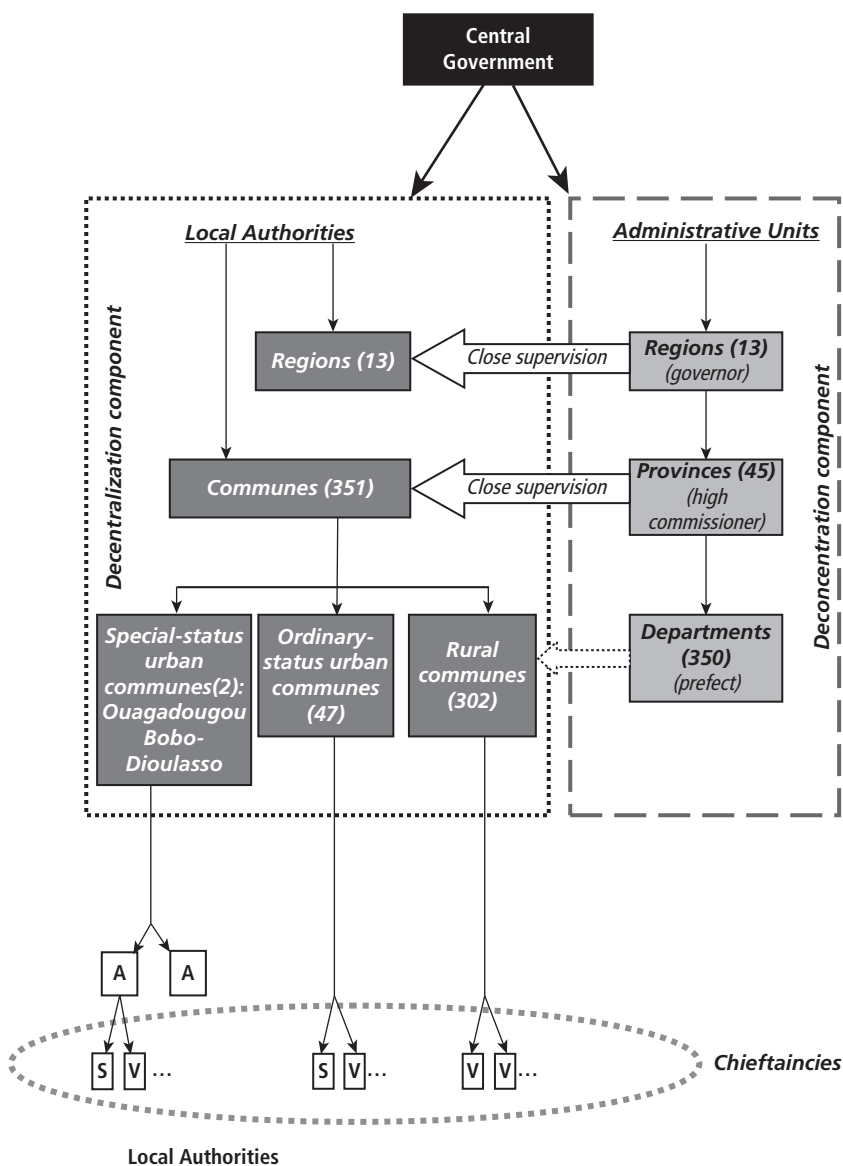 Central
Government
Local Authorities
Administrative Units
Decentralization component
Deconcentration component
Regions (13)
Close supervision
Regions (13)
(governor)
Communes (351)
Close supervision
Provinces (45)
(high
commissioner)
Special-status
urban
communes(2):
Ouagadougou
Bobo-
Dioulasso
Ordinary-
status urban
communes
(47)
Rural
communes
(302)
Departments
(350)
(prefect)
A
A
S
V ...
S
V ...
V
V ...
Chieftaincies
Local Authorities